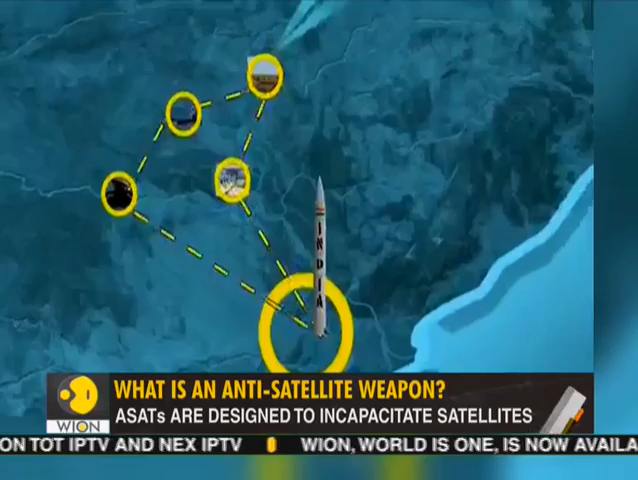 INDIA
WHAT IS AN ANTI-SATELLITE WEAPON?
ASATs ARE DESIGNED TO INCAPACITATE SATELLITES
WION
ON TOT IPTV AND NEX IPTV WION, WORLD IS ONE, IS NOW AVAILA